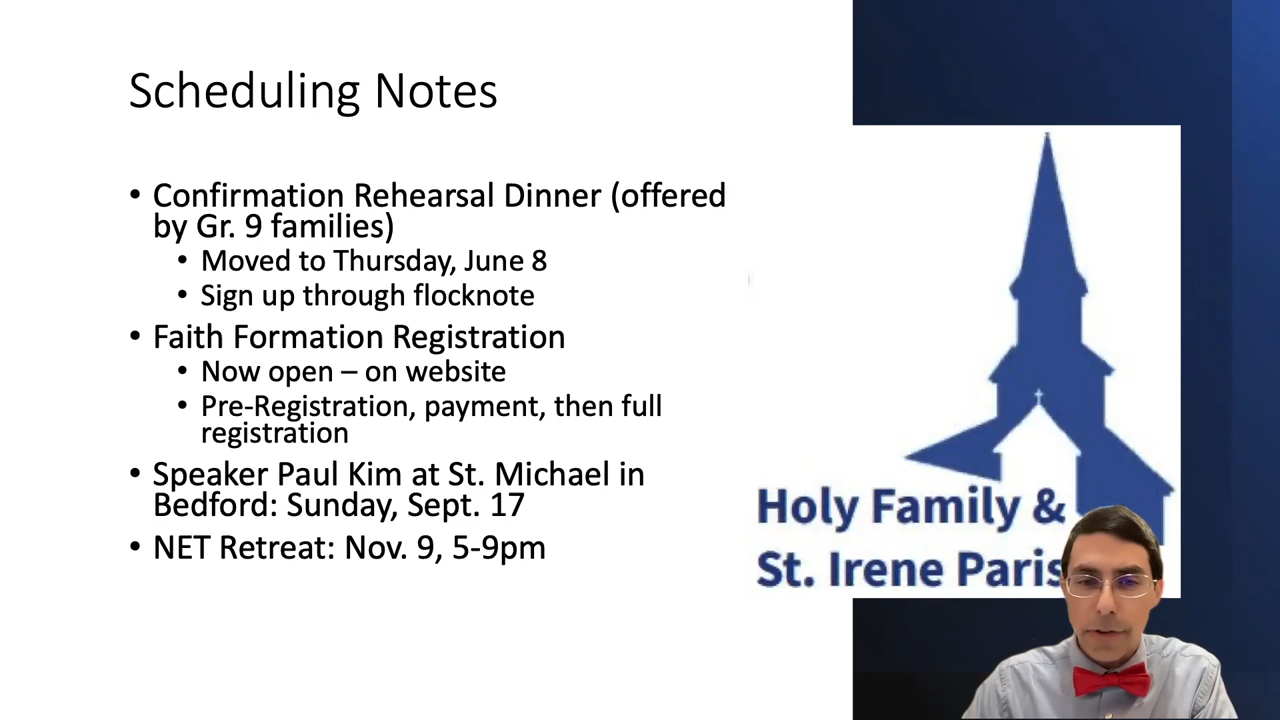 Scheduling Notes
• Confirmation Rehearsal Dinner (offered
by Gr. 9 families)
• Moved to Thursday, June 8
• Sign up through flocknote
• Faith Formation Registration
• Now open – on website
• Pre-Registration, payment, then full
registration
• Speaker Paul Kim at St. Michael in
Bedford: Sunday, Sept. 17
• NET Retreat: Nov. 9, 5-9pm
Holy Family &
St. Irene Paris